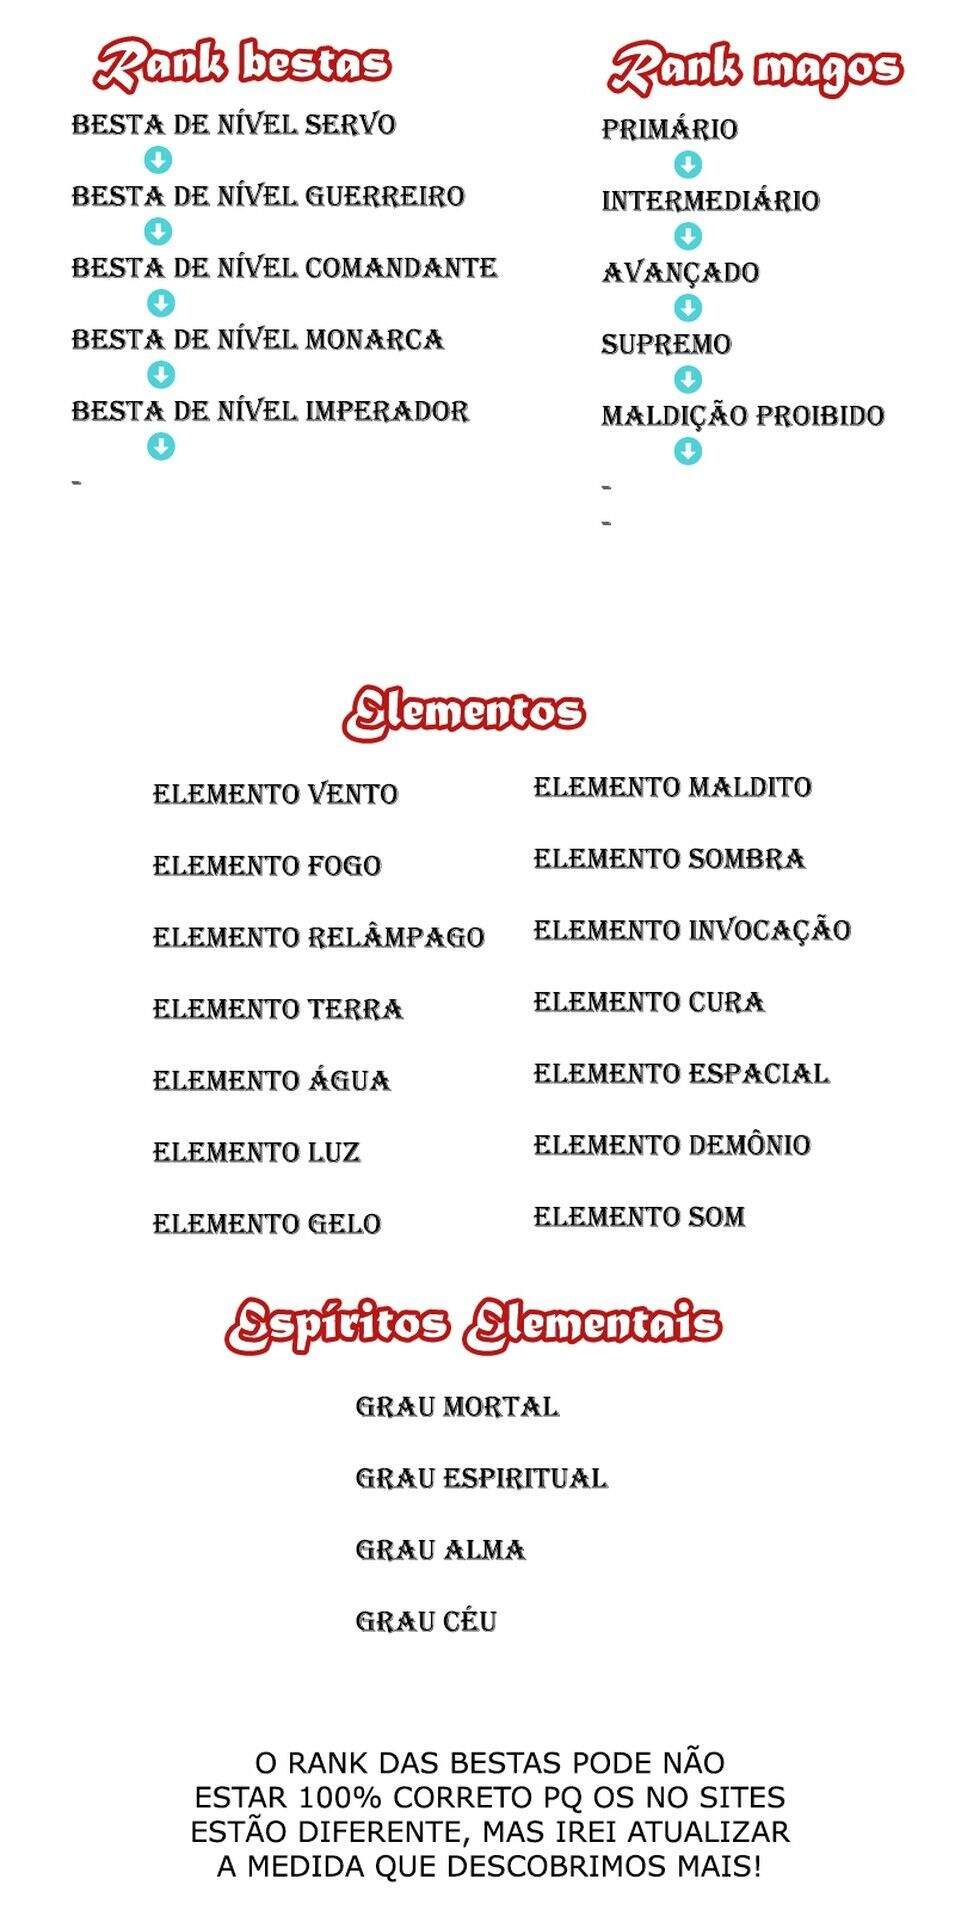 Rank bestas
BESTA DE NÍVEL SERVO
BESTA DE NÍVEL GUERREIRO
BESTA DE NÍVEL COMANDANTE
BESTA DE NÍVEL MONARCA
BESTA DE NÍVEL IMPERADOR
-
Rank magos
PRIMÁRIO
INTERMEDIÁRIO
AVANÇADO
SUPREMO
MALDIÇÃO PROIBIDO
-
-
Elementos
ELEMENTO VENTO
ELEMENTO FOGO
ELEMENTO RELÂMPAGO
ELEMENTO TERRA
ELEMENTO ÁGUA
ELEMENTO LUZ
ELEMENTO GELO
ELEMENTO MALDITO
ELEMENTO SOMBRA
ELEMENTO INVOCAÇÃO
ELEMENTO CURA
ELEMENTO ESPACIAL
ELEMENTO DEMÔNIO
ELEMENTO SOM
Espíritos Elementais
GRAU MORTAL
GRAU ESPIRITUAL
GRAU ALMA
GRAU CÉU
O RANK DAS BESTAS PODE NÃO
ESTAR 100% CORRETO PQ OS NO SITES
ESTÃO DIFERENTE, MAS IREI ATUALIZAR
A MEDIDA QUE DESCOBRIMOS MAIS!